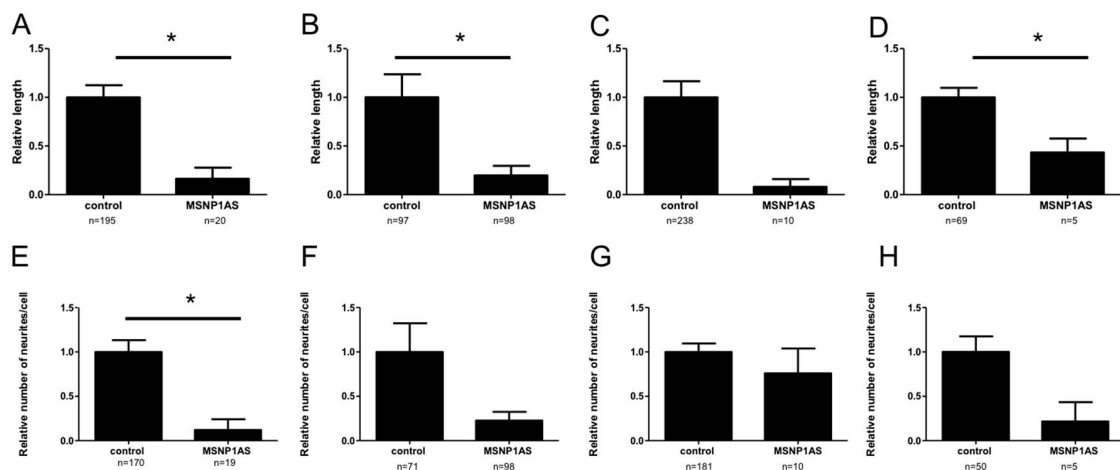 A
*
Relative length
1.5
1.0
0.5
0.0
control
MSNP1AS
n=195
n=20
B
*
Relative length
1.5
1.0
0.5
0.0
control
MSNP1AS
n=97
n=98
C
Relative length
1.5
1.0
0.5
0.0
control
MSNP1AS
n=238
n=10
D
*
Relative length
1.5
1.0
0.5
0.0
control
MSNP1AS
n=69
n=5
E
*
Relative number of neurites/cell
1.5
1.0
0.5
0.0
control
MSNP1AS
n=170
n=19
F
Relative number of neurites/cell
1.5
1.0
0.5
0.0
control
MSNP1AS
n=71
n=98
G
Relative number of neurites/cell
1.5
1.0
0.5
0.0
control
MSNP1AS
n=181
n=10
H
Relative number of neurites/cell
1.5
1.0
0.5
0.0
control
MSNP1AS
n=50
n=5